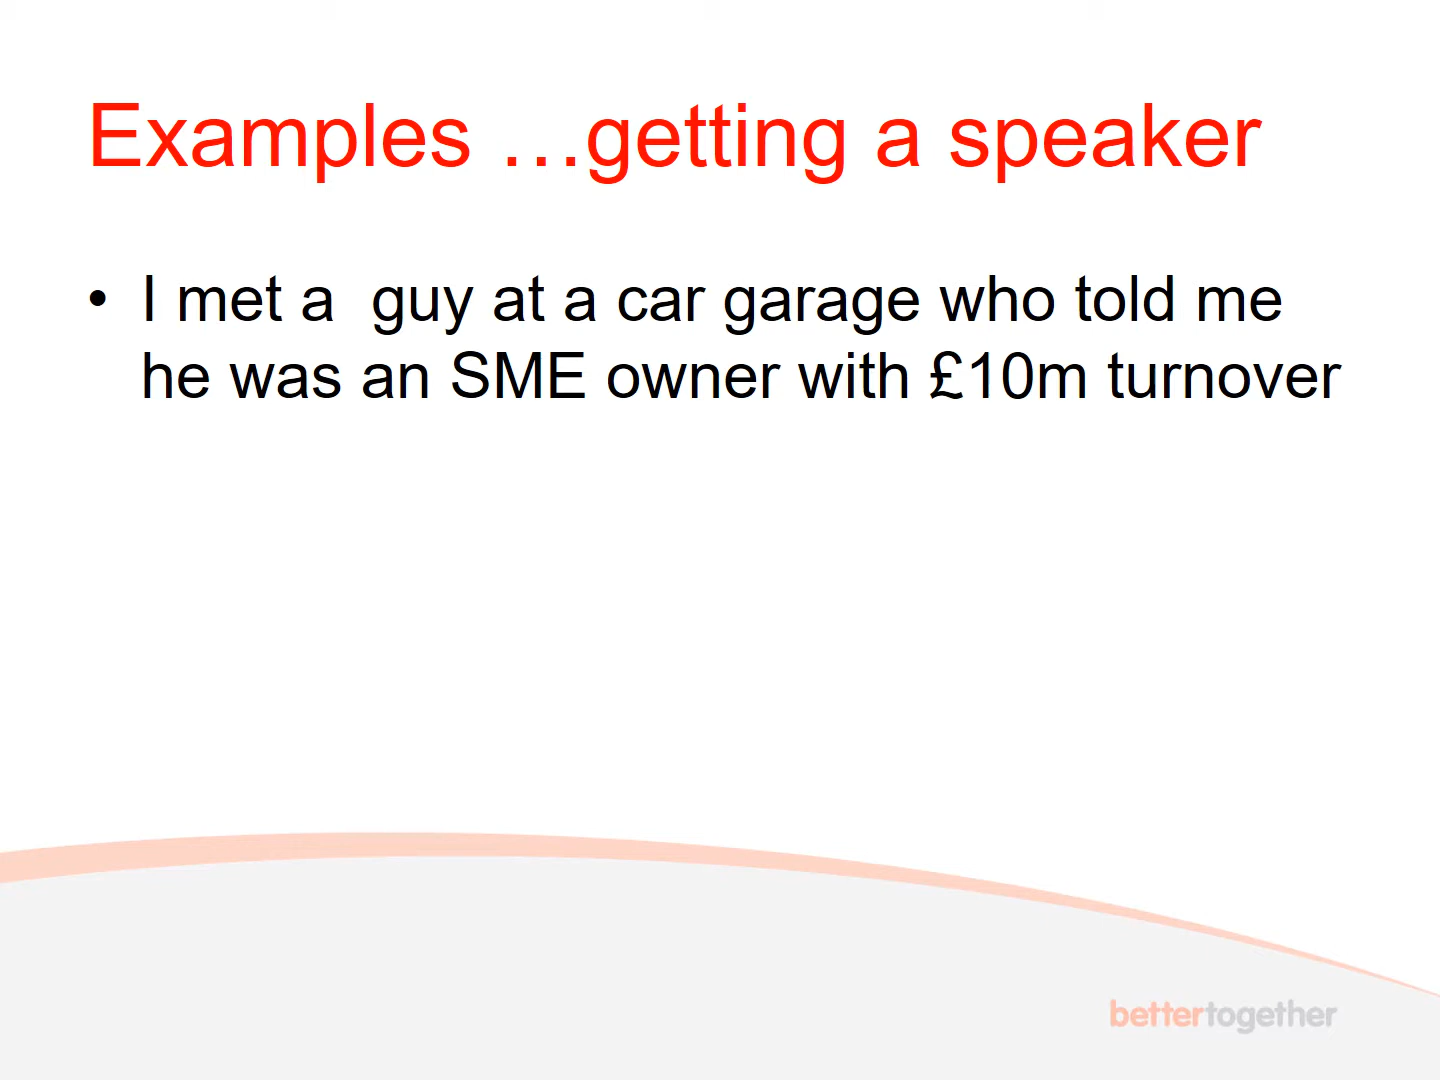 Examples …getting a speaker
• I met a  guy at a car garage who told me
he was an SME owner with £10m turnover
bettertogether